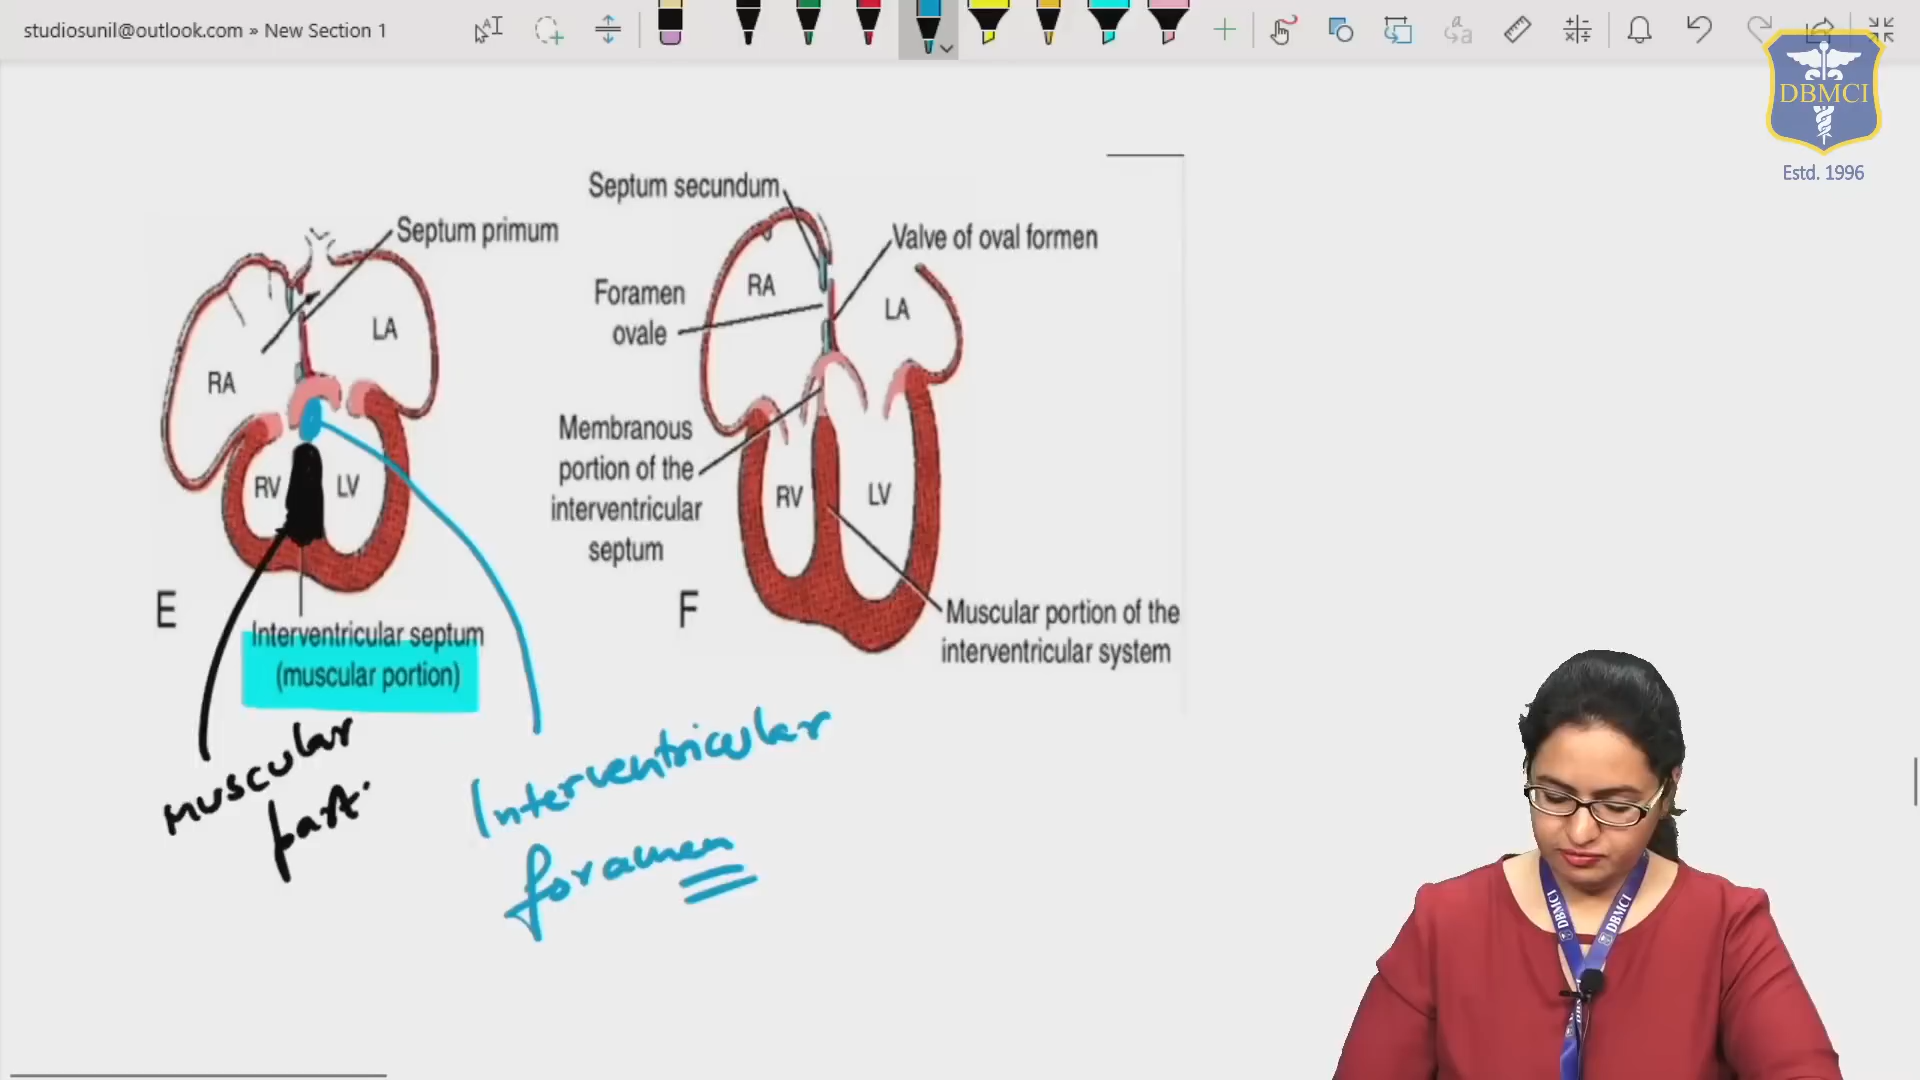 studiosunil@outlook.com » New Section 1
DBMCI
Estd. 1996
Septum secundum
Septum primum
Valve of oval formen
RA
Foramen
ovale
LA
LA
RA
Membranous
portion of the
interventricular
septum
RV
LV
RV
LV
E
F
Interventricular septum
(muscular portion)
Muscular portion of the
interventricular system
muscular
part.
Interventricular
foramen
DBMCI
DBMCI